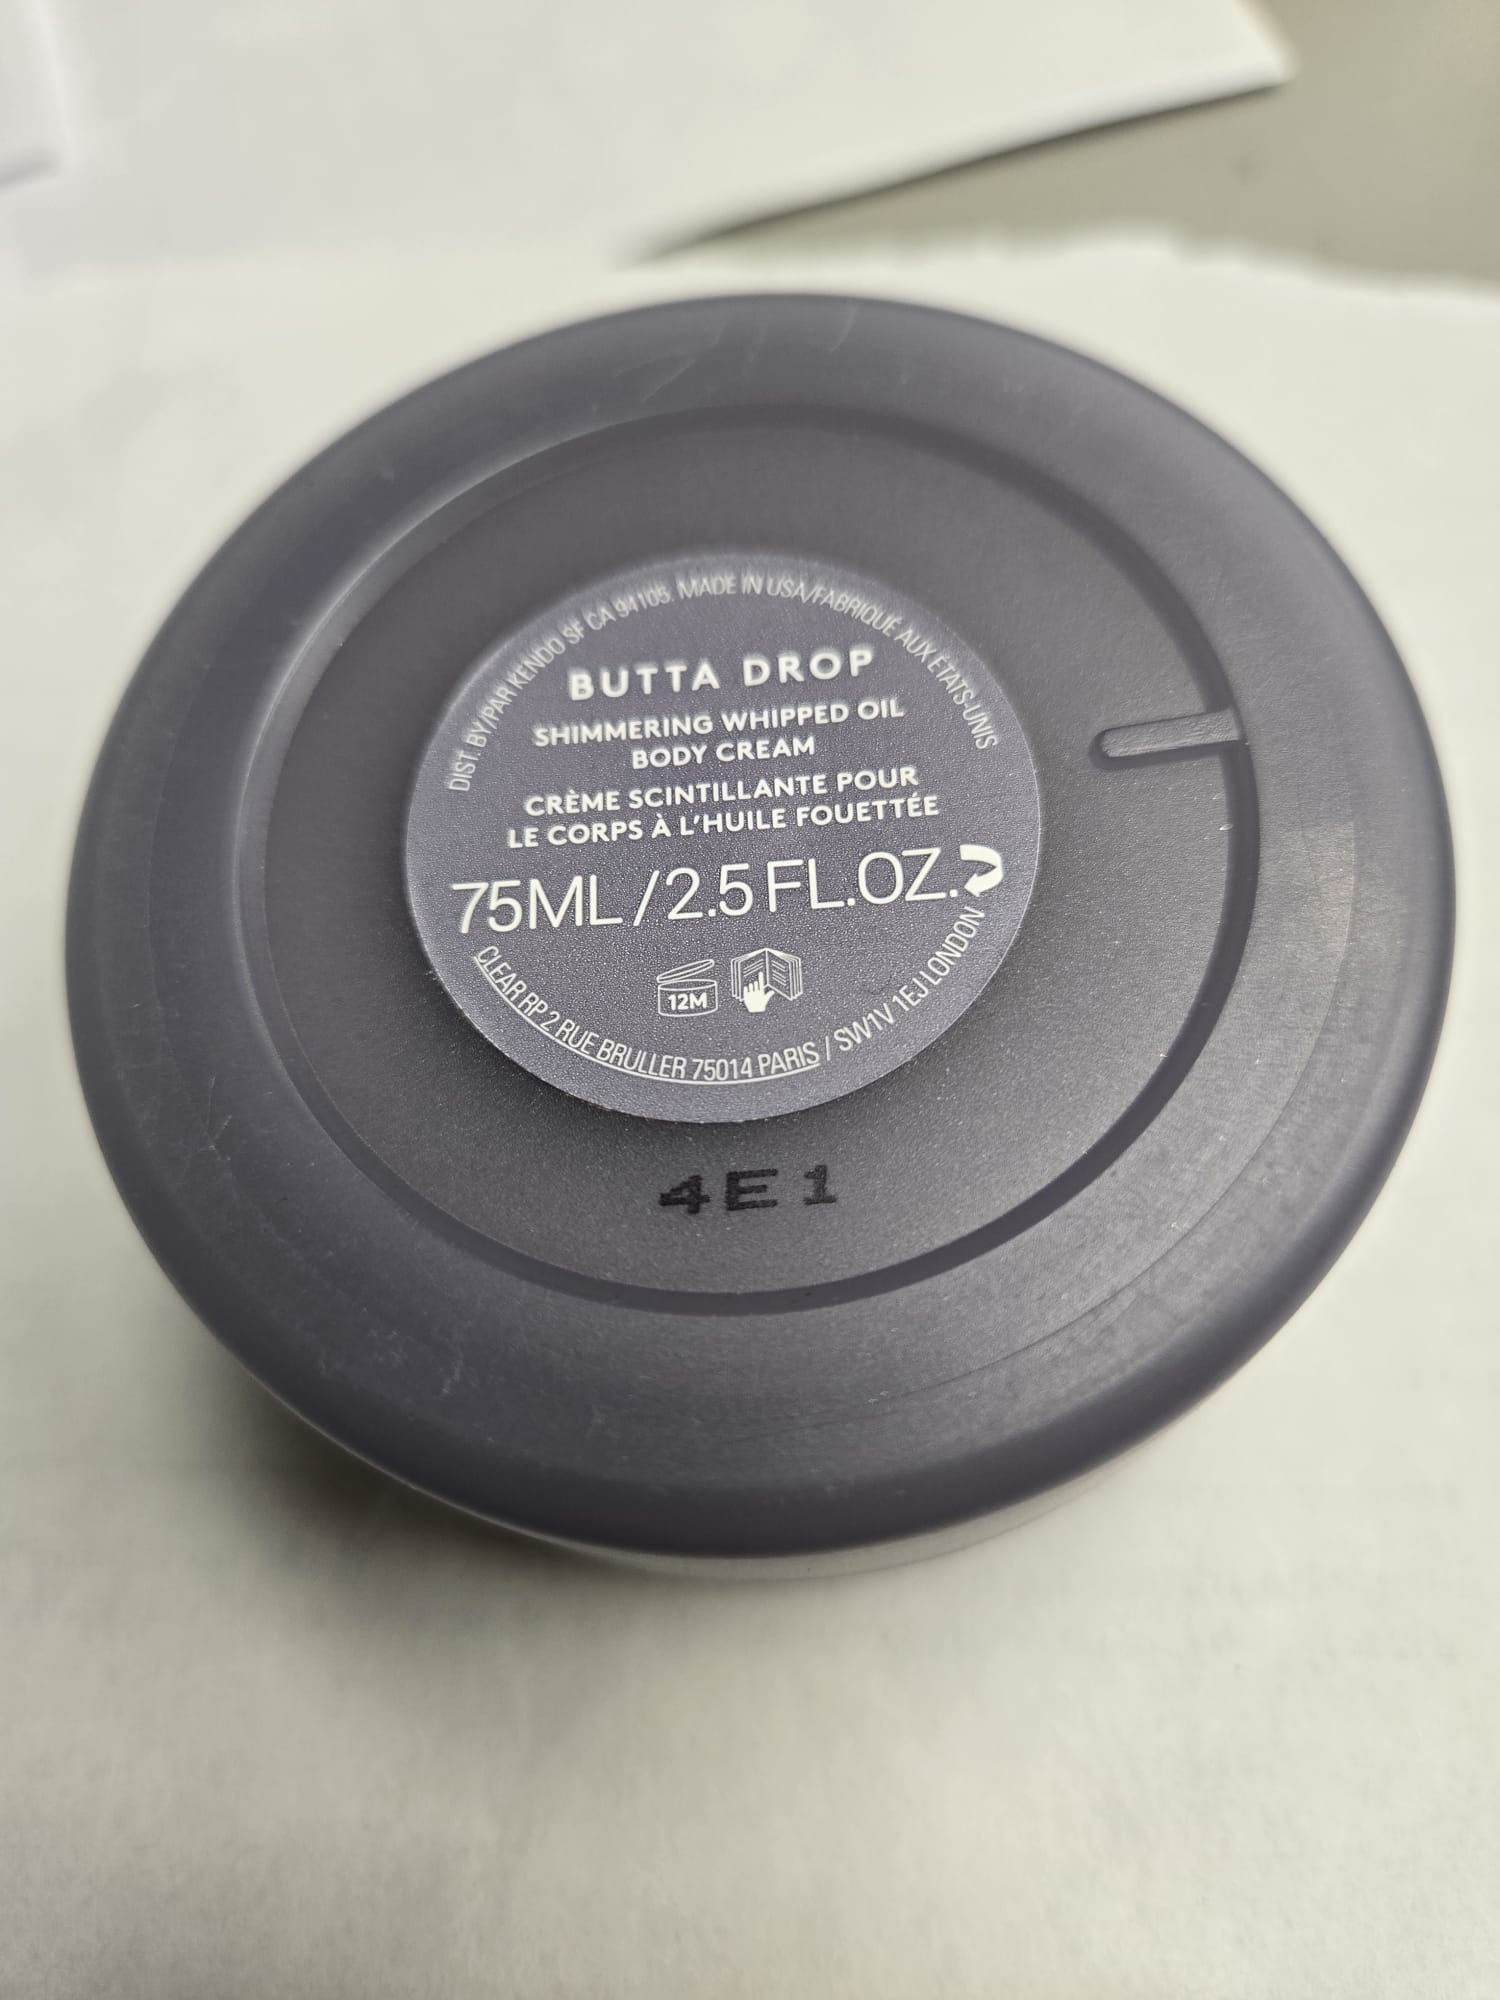 DIST. BY/PAR KENDO SF CA 94105. MADE IN USA/FABRIQUÉ AUX ÉTATS-UNIS
BUTTA DROP
SHIMMERING WHIPPED OIL
BODY CREAM
CRÈME SCINTILLANTE POUR
LE CORPS À L'HUILE FOUETTÉE
75ML/2.5 FL.OZ.
12M
CLEAR RP 2 RUE BRULLER 75014 PARIS / SW1V 1EJ LONDON
4E1